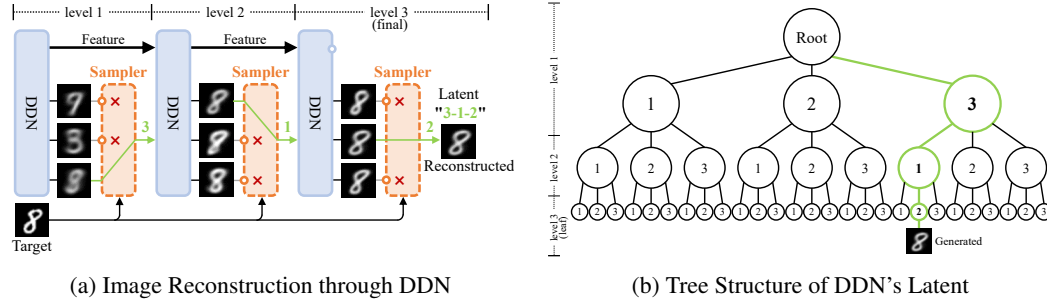 level 1
level 2
level 3
(final)
Feature
Feature
Sampler
Sampler
Sampler
DDN
DDN
DDN
3
1
2
Latent
"3-1-2"
Reconstructed
Target
(a) Image Reconstruction through DDN
level 1
level 2
level 3
(leaf)
Root
1 2 3
1 2 3 1 2 3 1 2 3
1 2 3 1 2 3 1 2 3 1 2 3 1 2 3 1 2 3 1 2 3 1 2 3 1 2 3
Generated
(b) Tree Structure of DDN's Latent